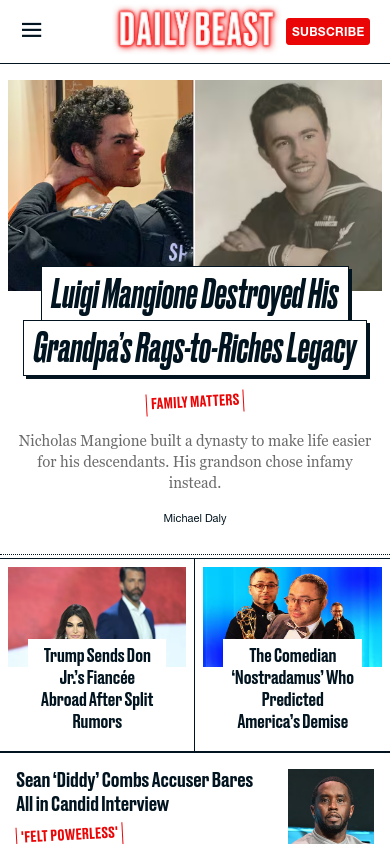 DAILY BEAST
SUBSCRIBE
SH
Luigi Mangione Destroyed His
Grandpa's Rags-to-Riches Legacy
FAMILY MATTERS
Nicholas Mangione built a dynasty to make life easier
for his descendants. His grandson chose infamy
instead.
Michael Daly
Trump Sends Don
Jr.'s Fiancée
Abroad After Split
Rumors
The Comedian
‘Nostradamus’ Who
Predicted
America’s Demise
Sean ‘Diddy’ Combs Accuser Bares
All in Candid Interview
'FELT POWERLESS'